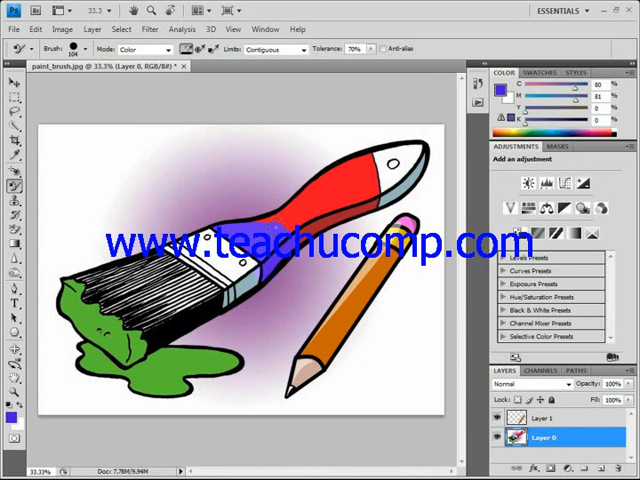 Ps Br 33.3 ESSENTIALS
File Edit Image Layer Select Filter Analysis 3D View Window Help
Brush: 104 Mode: Color Limits: Contiguous Tolerance: 70% Anti-alias
paint_brush.jpg @ 33.3% (Layer 0, RGB/8#) *
COLOR SWATCHES STYLES
C 80 %
M 81 %
Y 0 %
K 0 %
ADJUSTMENTS MASKS
Add an adjustment
www.teachucomp.com
Levels Presets
Curves Presets
Exposure Presets
Hue/Saturation Presets
Black & White Presets
Channel Mixer Presets
Selective Color Presets
LAYERS CHANNELS PATHS
Normal Opacity: 100%
Lock: Fill: 100%
Layer 1
Layer 0
33.33% Doc: 7.78M/9.94M